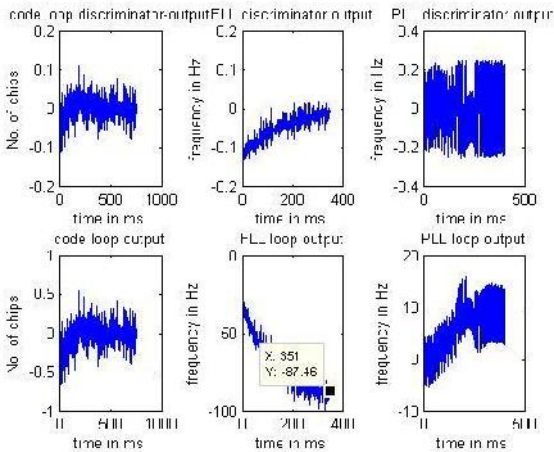 code loop discriminator output
FLL discriminator output
PLL discriminator output
No. of chips
0.2
0.1
0
-0.1
-0.2
0
500
1000
time in ms
frequency in Hz
0.2
0.1
0
-0.1
-0.2
0
200
400
time in ms
frequency in Hz
0.4
0.2
0
-0.2
-0.4
0
500
time in ms
code loop output
FLL loop output
PLL loop output
No. of chips
1
0.5
0
-0.5
-1
0
500
1000
time in ms
frequency in Hz
0
50
-100
0
200
400
X: 351
Y: -87.46
time in ms
frequency in Hz
20
10
0
-10
0
500
time in ms